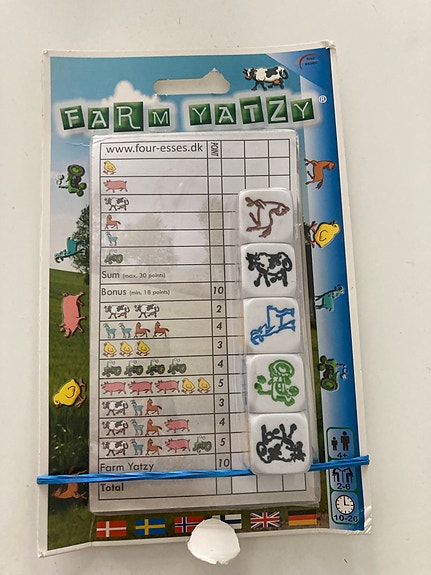 FARM YATZY®
www.four-esses.dk POINT
Sum (max. 30 points)
Bonus (min. 18 points) 10
2
4
3
4
5
3
4
5
Farm Yatzy 10
Total
4+
2-6
10-20